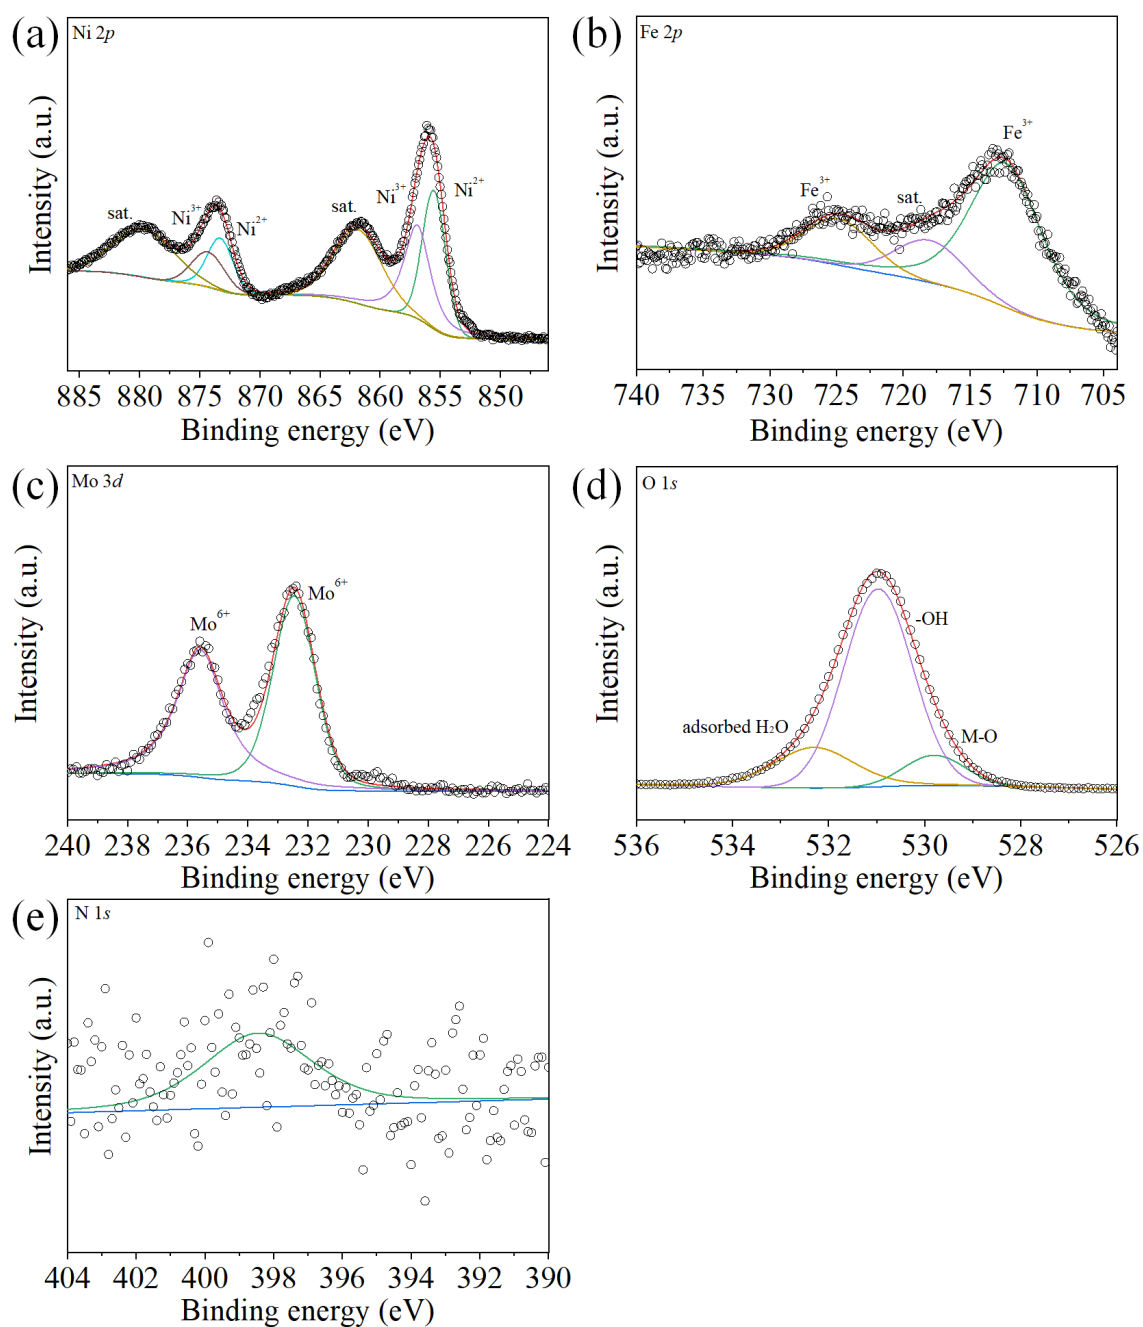 (a)
Ni 2p
sat.
Ni3+
Ni2+
sat.
Ni3+
Ni2+
Intensity (a.u.)
885 880 875 870 865 860 855 850
Binding energy (eV)
(b)
Fe 2p
Fe3+
sat.
Fe3+
Intensity (a.u.)
740 735 730 725 720 715 710 705
Binding energy (eV)
(c)
Mo 3d
Mo6+
Mo6+
Intensity (a.u.)
240 238 236 234 232 230 228 226 224
Binding energy (eV)
(d)
O 1s
-OH
adsorbed H2O
M-O
Intensity (a.u.)
536 534 532 530 528 526
Binding energy (eV)
(e)
N 1s
Intensity (a.u.)
404 402 400 398 396 394 392 390
Binding energy (eV)